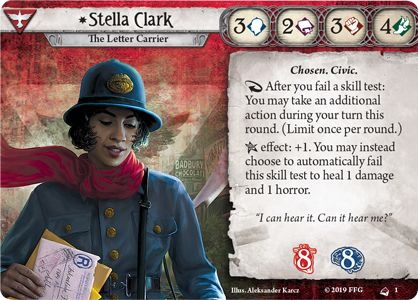 Stella Clark
The Letter Carrier
3 2 3 4
Chosen. Civic.
After you fail a skill test:
You may take an additional
action during your turn this
round. (Limit once per round.)
effect: +1. You may instead
choose to automatically fail
this skill test to heal 1 damage
and 1 horror.
“I can hear it. Can it hear me?”
8 8
BADBURY
CHOCOLATE
R
Illus. Aleksander Karcz © 2019 FFG 1